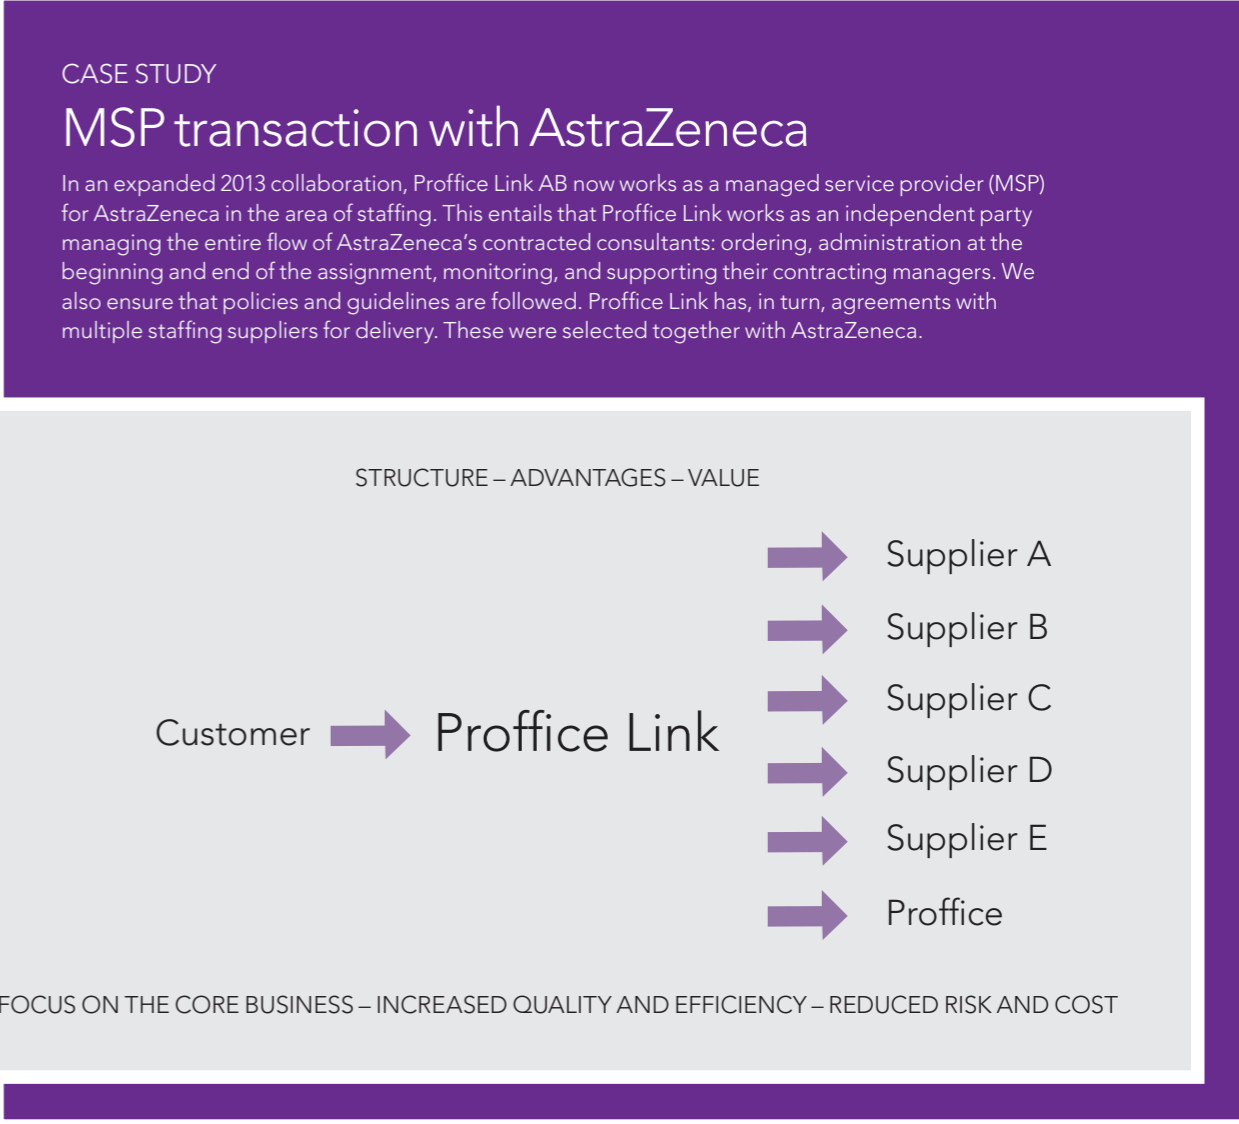 CASE STUDY
MSP transaction with AstraZeneca
In an expanded 2013 collaboration, Proffice Link AB now works as a managed service provider (MSP)
for AstraZeneca in the area of staffing. This entails that Proffice Link works as an independent party
managing the entire flow of AstraZeneca’s contracted consultants: ordering, administration at the
beginning and end of the assignment, monitoring, and supporting their contracting managers. We
also ensure that policies and guidelines are followed. Proffice Link has, in turn, agreements with
multiple staffing suppliers for delivery. These were selected together with AstraZeneca.
STRUCTURE – ADVANTAGES – VALUE
Supplier A
Supplier B
Supplier C
Customer
Proffice Link
Supplier D
Supplier E
Proffice
FOCUS ON THE CORE BUSINESS – INCREASED QUALITY AND EFFICIENCY – REDUCED RISK AND COST